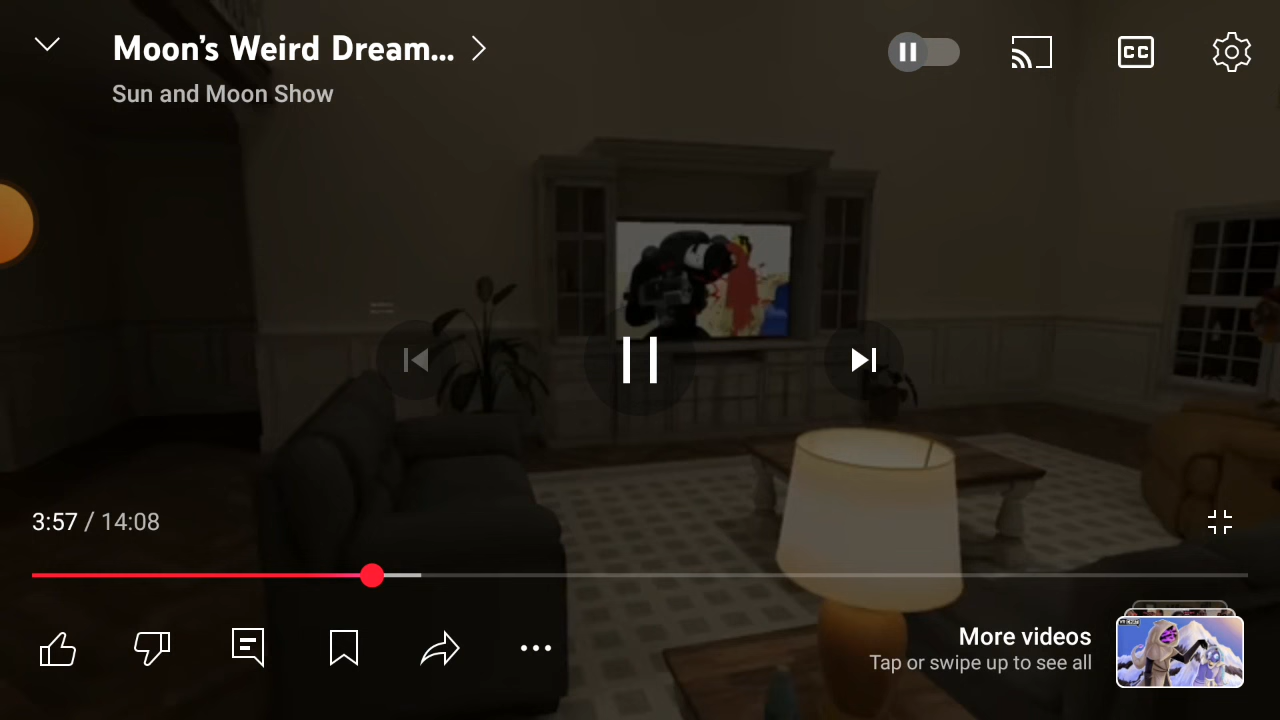 Moon's Weird Dream...
Sun and Moon Show
CC
3:57 / 14:08
More videos
Tap or swipe up to see all